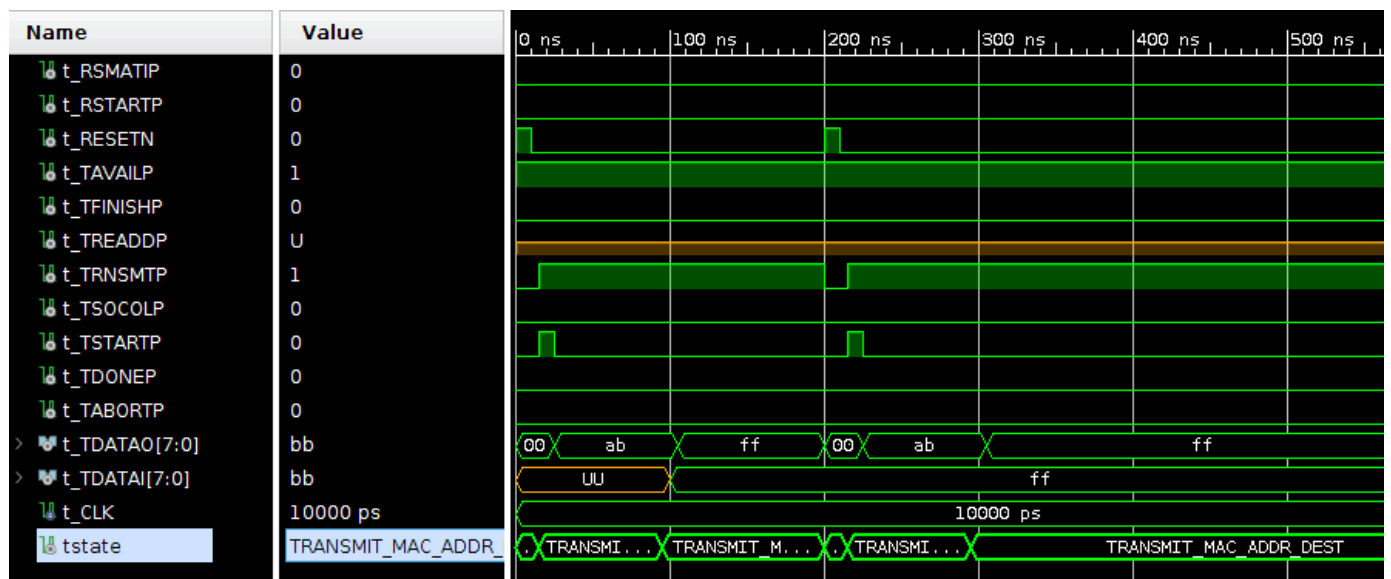 Name Value 0 ns 100 ns 200 ns 300 ns 400 ns 500 ns
t_RSMATIP 0
t_RSTARTP 0
t_RESETN 0
t_TAVAILP 1
t_TFINISHP 0
t_TREADDP U
t_TRNSMTP 1
t_TSOCOLP 0
t_TSTARTP 0
t_TDONEP 0
t_TABORTP 0
t_TDATAO[7:0] bb 00 ab ff 00 ab ff
t_TDATAI[7:0] bb UU ff
t_CLK 10000 ps 10000 ps
tstate TRANSMIT_MAC_ADDR_ . TRANSMI... TRANSMIT_M... . TRANSMI... TRANSMIT_MAC_ADDR_DEST